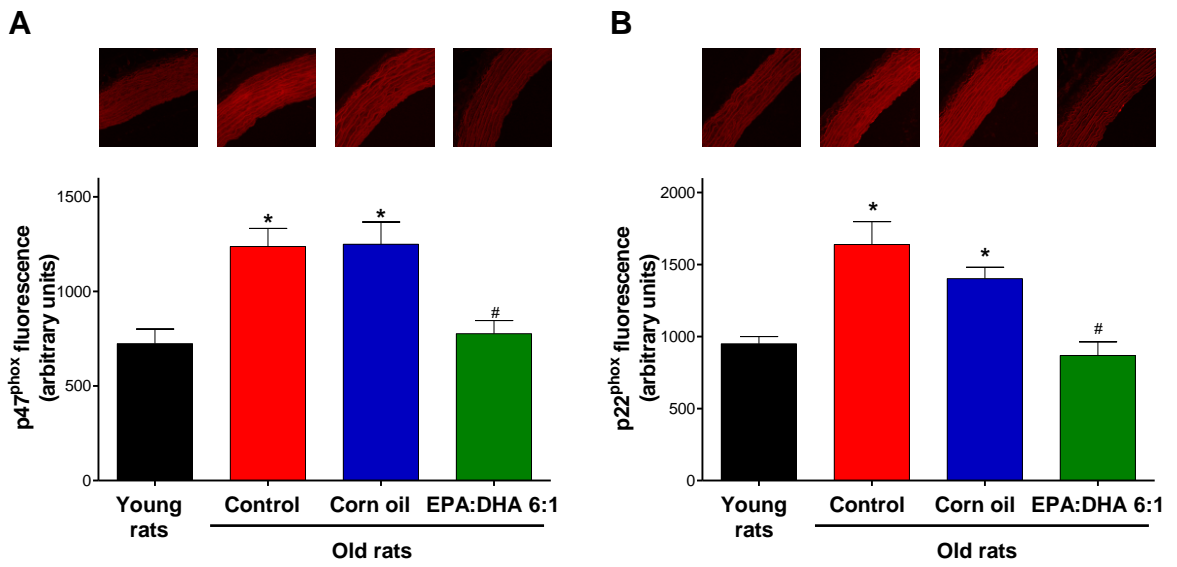 A
p47phox fluorescence
(arbitrary units)
1500
1000
500
0
*
*
#
Young
rats
Control
Corn oil
EPA:DHA 6:1
Old rats
B
p22phox fluorescence
(arbitrary units)
2000
1500
1000
500
0
*
*
#
Young
rats
Control
Corn oil
EPA:DHA 6:1
Old rats